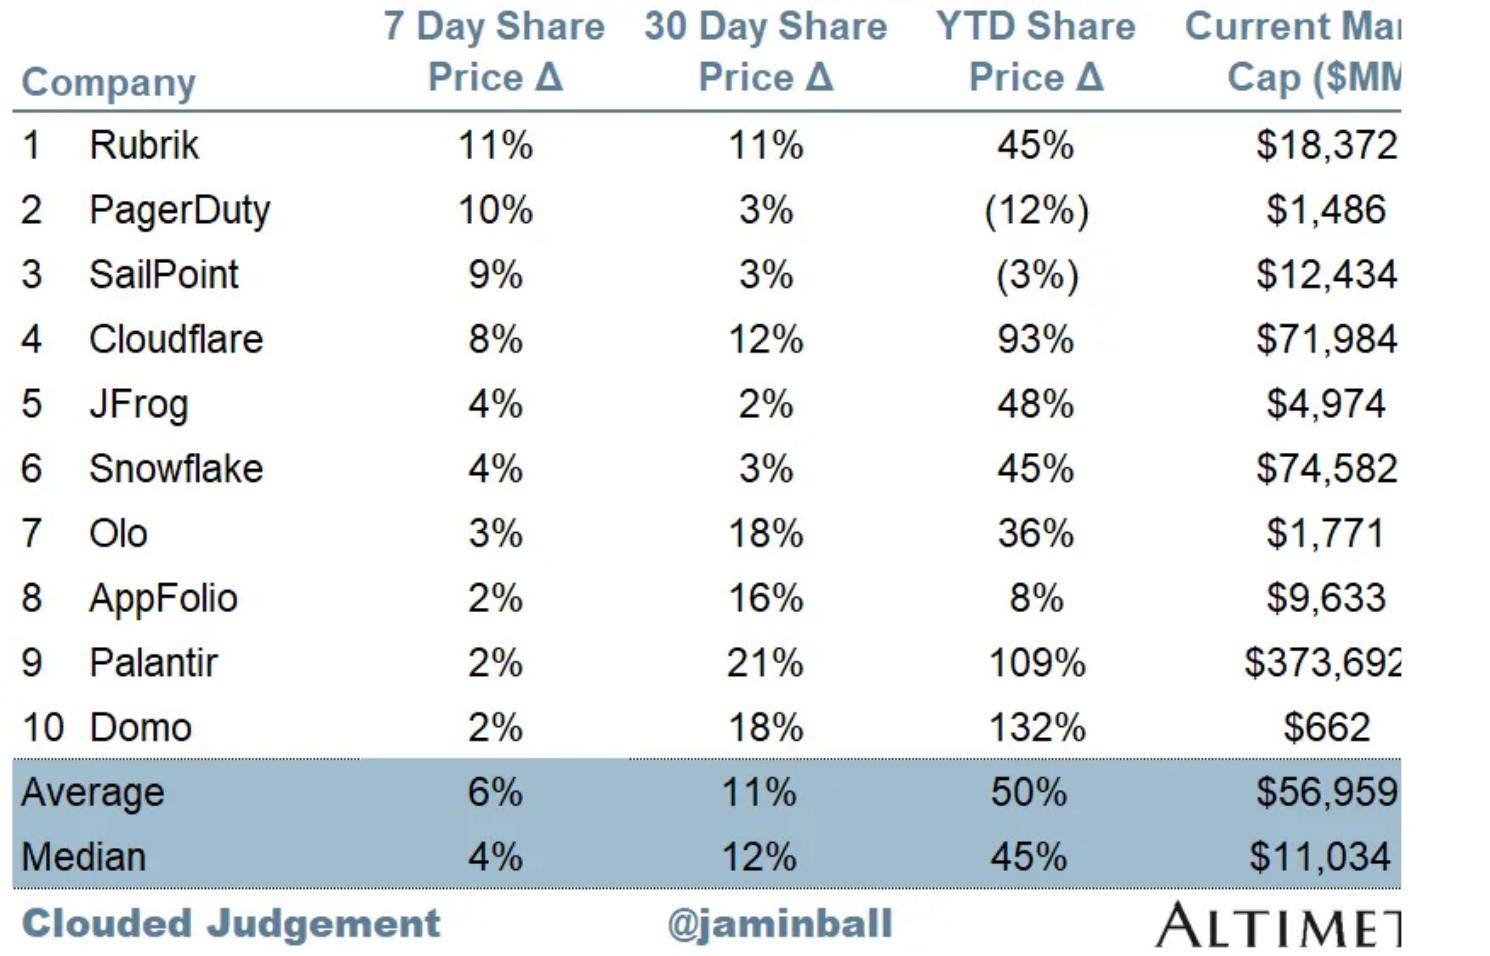 7 Day Share 30 Day Share YTD Share Current Mar
Company Price Δ Price Δ Price Δ Cap ($MM
1 Rubrik 11% 11% 45% $18,372
2 PagerDuty 10% 3% (12%) $1,486
3 SailPoint 9% 3% (3%) $12,434
4 Cloudflare 8% 12% 93% $71,984
5 JFrog 4% 2% 48% $4,974
6 Snowflake 4% 3% 45% $74,582
7 Olo 3% 18% 36% $1,771
8 AppFolio 2% 16% 8% $9,633
9 Palantir 2% 21% 109% $373,692
10 Domo 2% 18% 132% $662
Average 6% 11% 50% $56,959
Median 4% 12% 45% $11,034
Clouded Judgement @jaminball ALTIMET